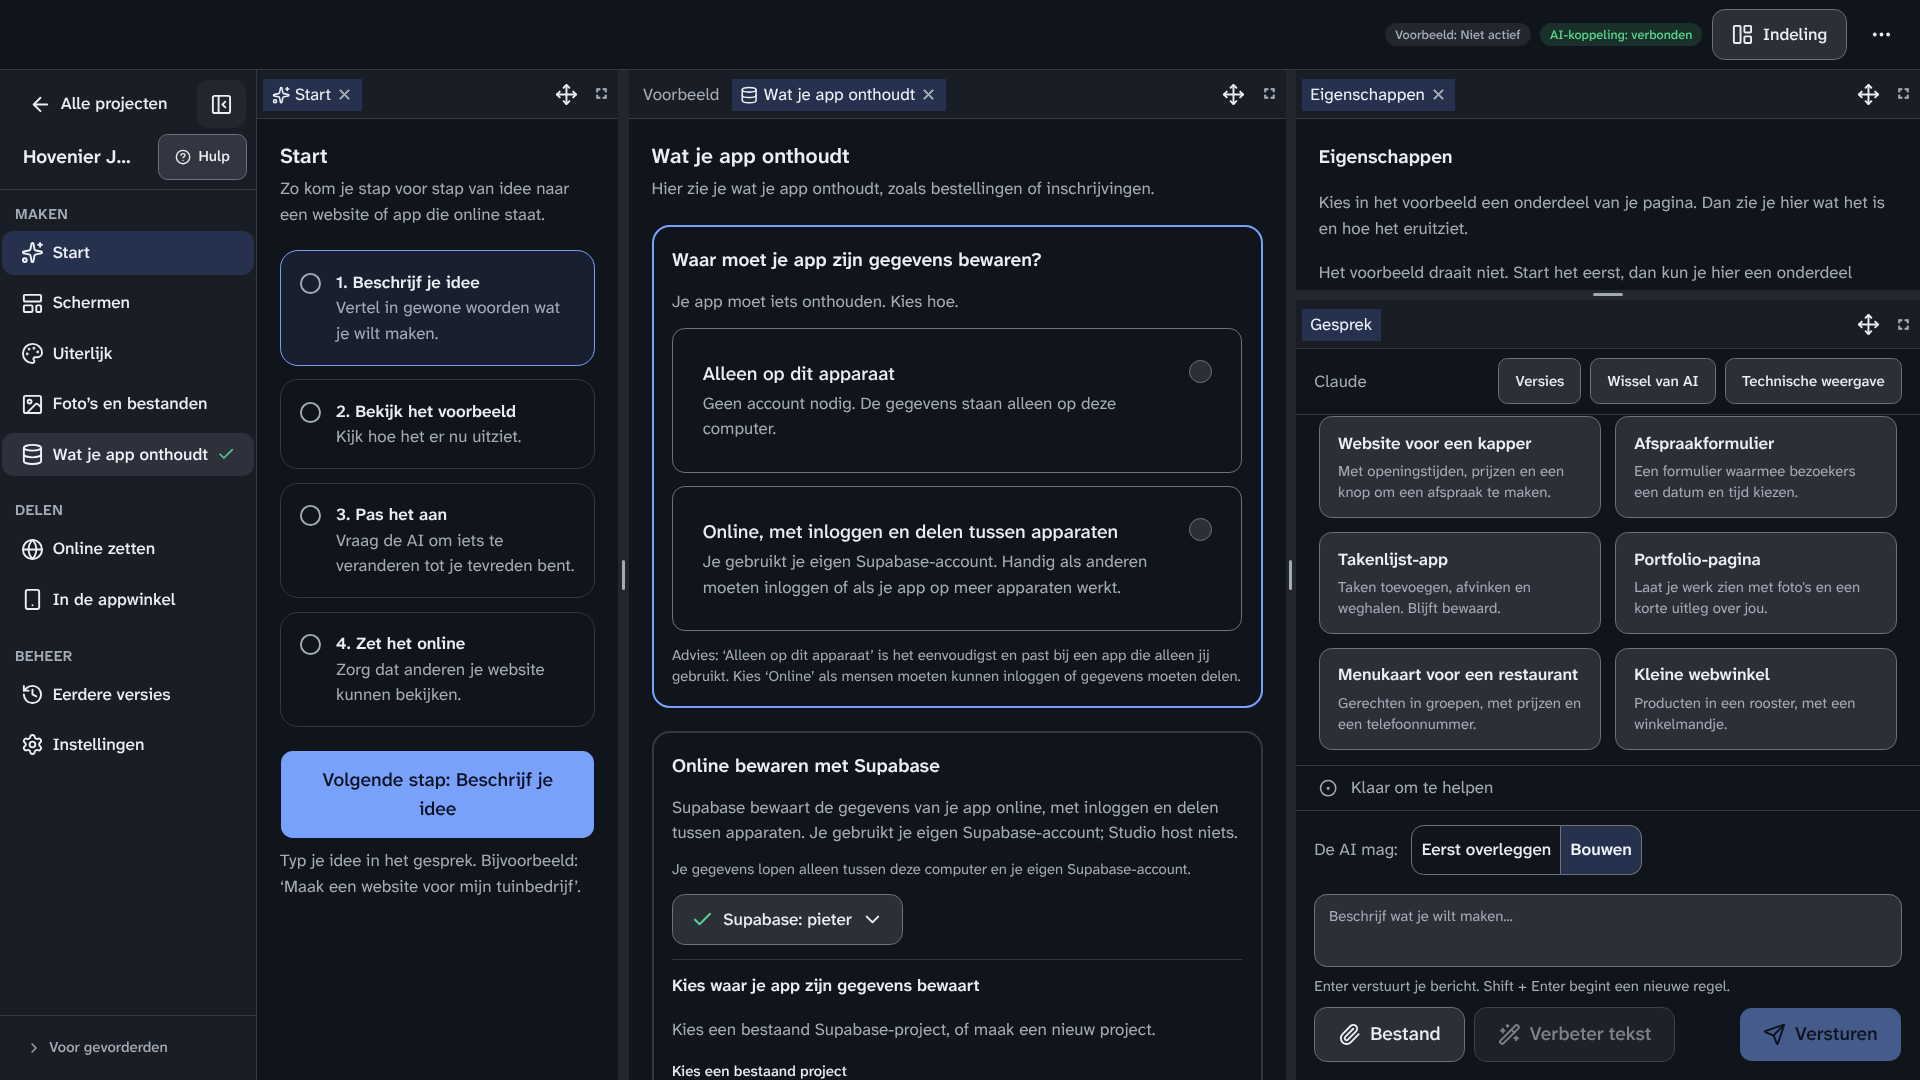 Voorbeeld: Niet actief
AI-koppeling: verbonden
Indeling
Alle projecten
Hovenier J...
Hulp
MAKEN
Start
Schermen
Uiterlijk
Foto's en bestanden
Wat je app onthoudt
DELEN
Online zetten
In de appwinkel
BEHEER
Eerdere versies
Instellingen
Voor gevorderden
Start
Start
Zo kom je stap voor stap van idee naar
een website of app die online staat.
1. Beschrijf je idee
Vertel in gewone woorden wat
je wilt maken.
2. Bekijk het voorbeeld
Kijk hoe het er nu uitziet.
3. Pas het aan
Vraag de AI om iets te
veranderen tot je tevreden bent.
4. Zet het online
Zorg dat anderen je website
kunnen bekijken.
Volgende stap: Beschrijf je
idee
Typ je idee in het gesprek. Bijvoorbeeld:
‘Maak een website voor mijn tuinbedrijf’.
Voorbeeld
Wat je app onthoudt
Wat je app onthoudt
Hier zie je wat je app onthoudt, zoals bestellingen of inschrijvingen.
Waar moet je app zijn gegevens bewaren?
Je app moet iets onthouden. Kies hoe.
Alleen op dit apparaat
Geen account nodig. De gegevens staan alleen op deze
computer.
Online, met inloggen en delen tussen apparaten
Je gebruikt je eigen Supabase-account. Handig als anderen
moeten inloggen of als je app op meer apparaten werkt.
Advies: ‘Alleen op dit apparaat’ is het eenvoudigst en past bij een app die alleen jij
gebruikt. Kies ‘Online’ als mensen moeten kunnen inloggen of gegevens moeten delen.
Online bewaren met Supabase
Supabase bewaart de gegevens van je app online, met inloggen en delen
tussen apparaten. Je gebruikt je eigen Supabase-account; Studio host niets.
Je gegevens lopen alleen tussen deze computer en je eigen Supabase-account.
Supabase: pieter
Kies waar je app zijn gegevens bewaart
Kies een bestaand Supabase-project, of maak een nieuw project.
Kies een bestaand project
Eigenschappen
Eigenschappen
Kies in het voorbeeld een onderdeel van je pagina. Dan zie je hier wat het is
en hoe het eruitziet.
Het voorbeeld draait niet. Start het eerst, dan kun je hier een onderdeel
Gesprek
Claude
Versies
Wissel van AI
Technische weergave
Website voor een kapper
Met openingstijden, prijzen en een
knop om een afspraak te maken.
Afspraakformulier
Een formulier waarmee bezoekers
een datum en tijd kiezen.
Takenlijst-app
Taken toevoegen, afvinken en
weghalen. Blijft bewaard.
Portfolio-pagina
Laat je werk zien met foto's en een
korte uitleg over jou.
Menukaart voor een restaurant
Gerechten in groepen, met prijzen en
een telefoonnummer.
Kleine webwinkel
Producten in een rooster, met een
winkelmandje.
Klaar om te helpen
De AI mag:
Eerst overleggen
Bouwen
Beschrijf wat je wilt maken...
Enter verstuurt je bericht. Shift + Enter begint een nieuwe regel.
Bestand
Verbeter tekst
Versturen